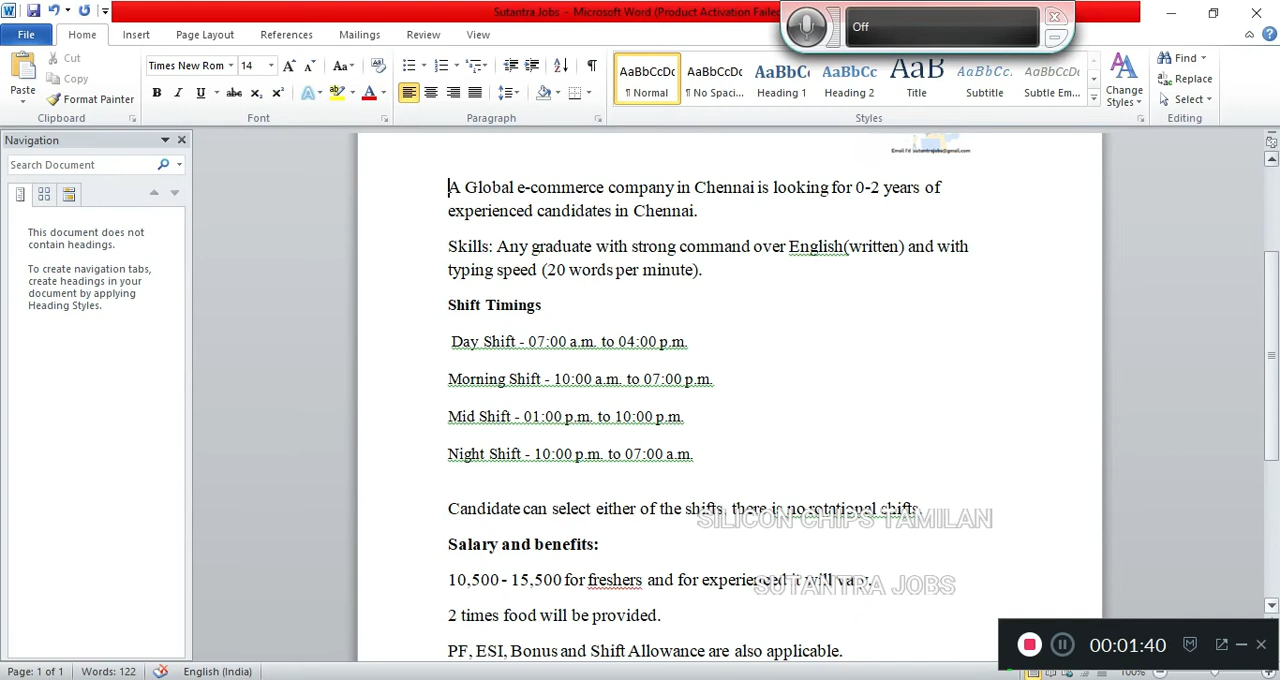 Sutantra Jobs - Microsoft Word (Product Activation Faile
Off
File Home Insert Page Layout References Mailings Review View
Paste
Cut
Copy
Format Painter
Clipboard
Times New Rom 14
Font
Paragraph
AaBbCcDc AaBbCcDc AaBbCc AaBbCc AaB AaBbCc. AaBbCcDc
¶ Normal ¶ No Spaci... Heading 1 Heading 2 Title Subtitle Subtle Em...
Styles
Change Styles
Find
Replace
Select
Editing
Navigation
Search Document
This document does not
contain headings.
To create navigation tabs,
create headings in your
document by applying
Heading Styles.
Email I'd sutantrajobs@gmail.com
A Global e-commerce company in Chennai is looking for 0-2 years of
experienced candidates in Chennai.
Skills: Any graduate with strong command over English(written) and with
typing speed (20 words per minute).
Shift Timings
Day Shift - 07:00 a.m. to 04:00 p.m.
Morning Shift - 10:00 a.m. to 07:00 p.m.
Mid Shift - 01:00 p.m. to 10:00 p.m.
Night Shift - 10:00 p.m. to 07:00 a.m.
Candidate can select either of the shifts, there is no rotational shifts.
SILICON CHIPS TAMILAN
Salary and benefits:
10,500 - 15,500 for freshers and for experienced it will vary.
SUTANTRA JOBS
2 times food will be provided.
PF, ESI, Bonus and Shift Allowance are also applicable.
00:01:40
Page: 1 of 1 Words: 122 English (India) 100%